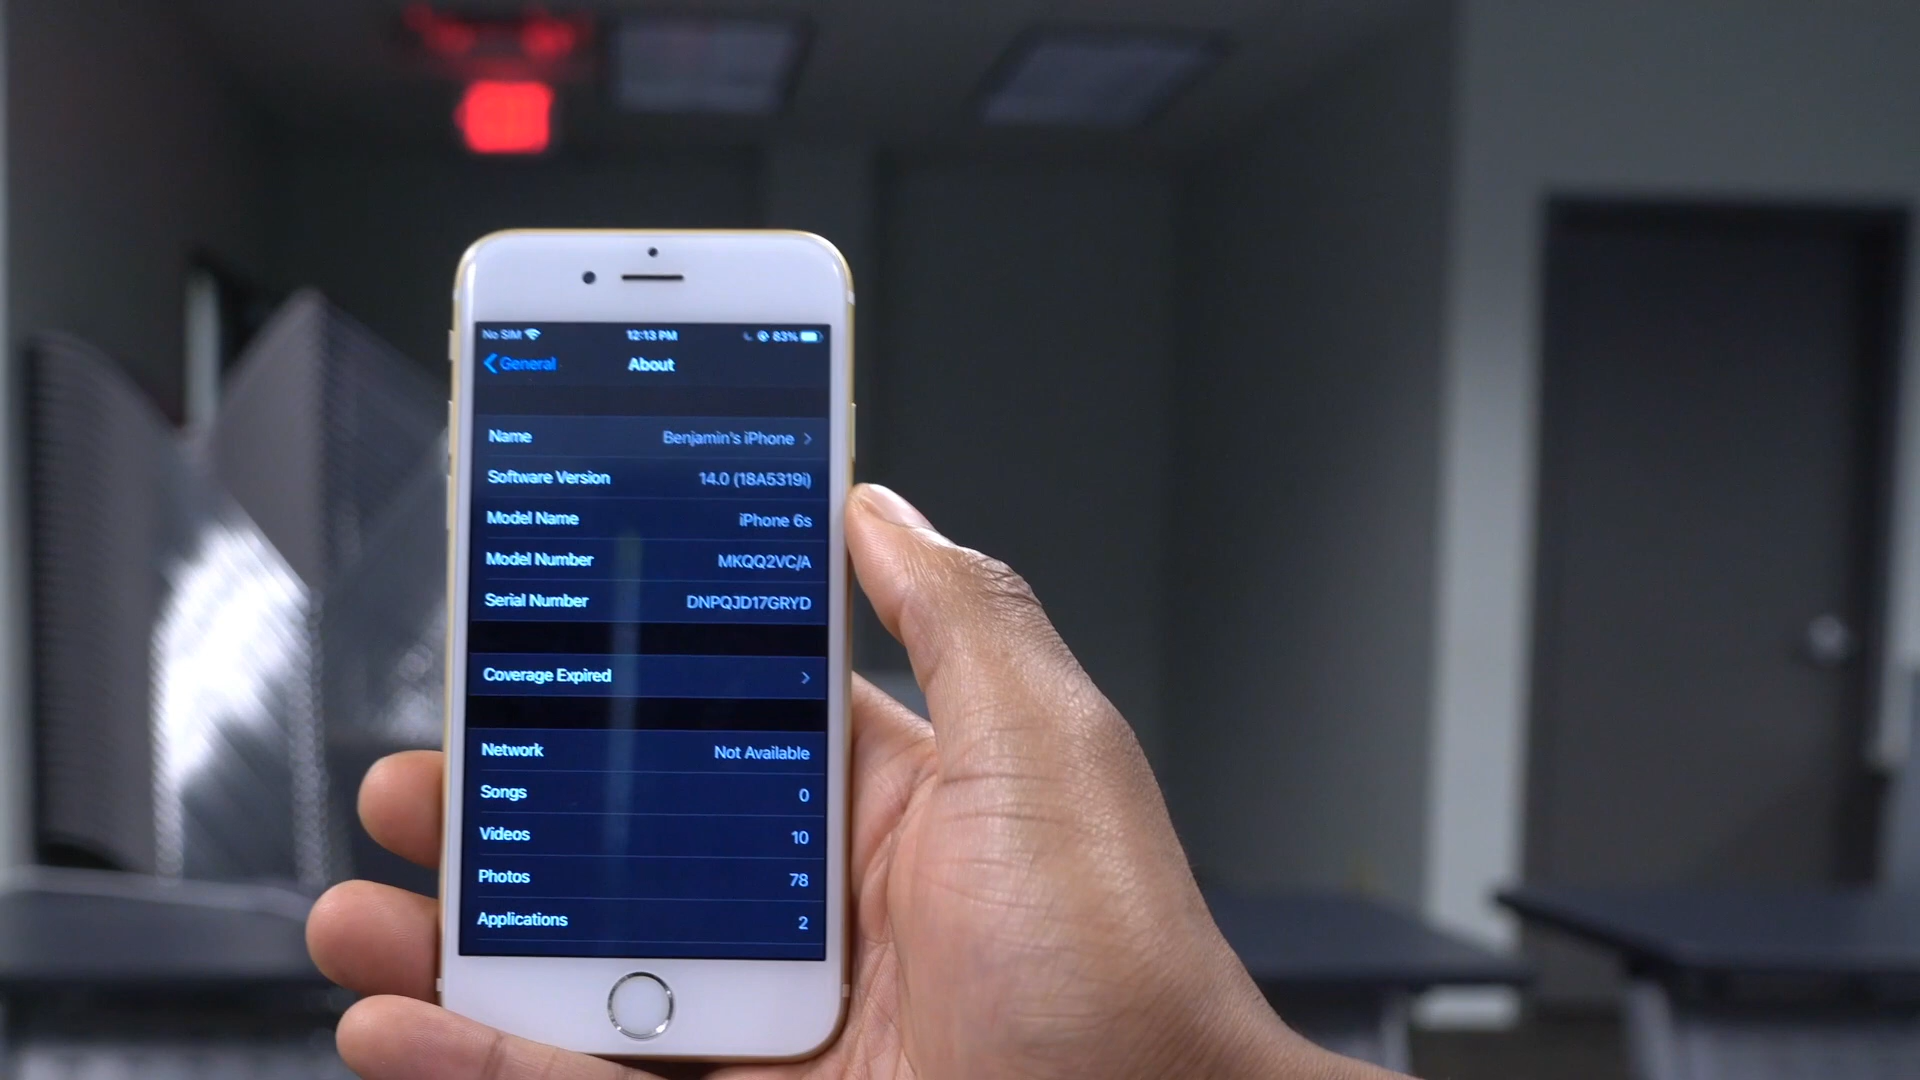 No SIM 12:13 PM 83%
General About
Name Benjamin's iPhone
Software Version 14.0 (18A5319i)
Model Name iPhone 6s
Model Number MKQQ2VC/A
Serial Number DNPQJD17GRYD
Coverage Expired
Network Not Available
Songs 0
Videos 10
Photos 78
Applications 2